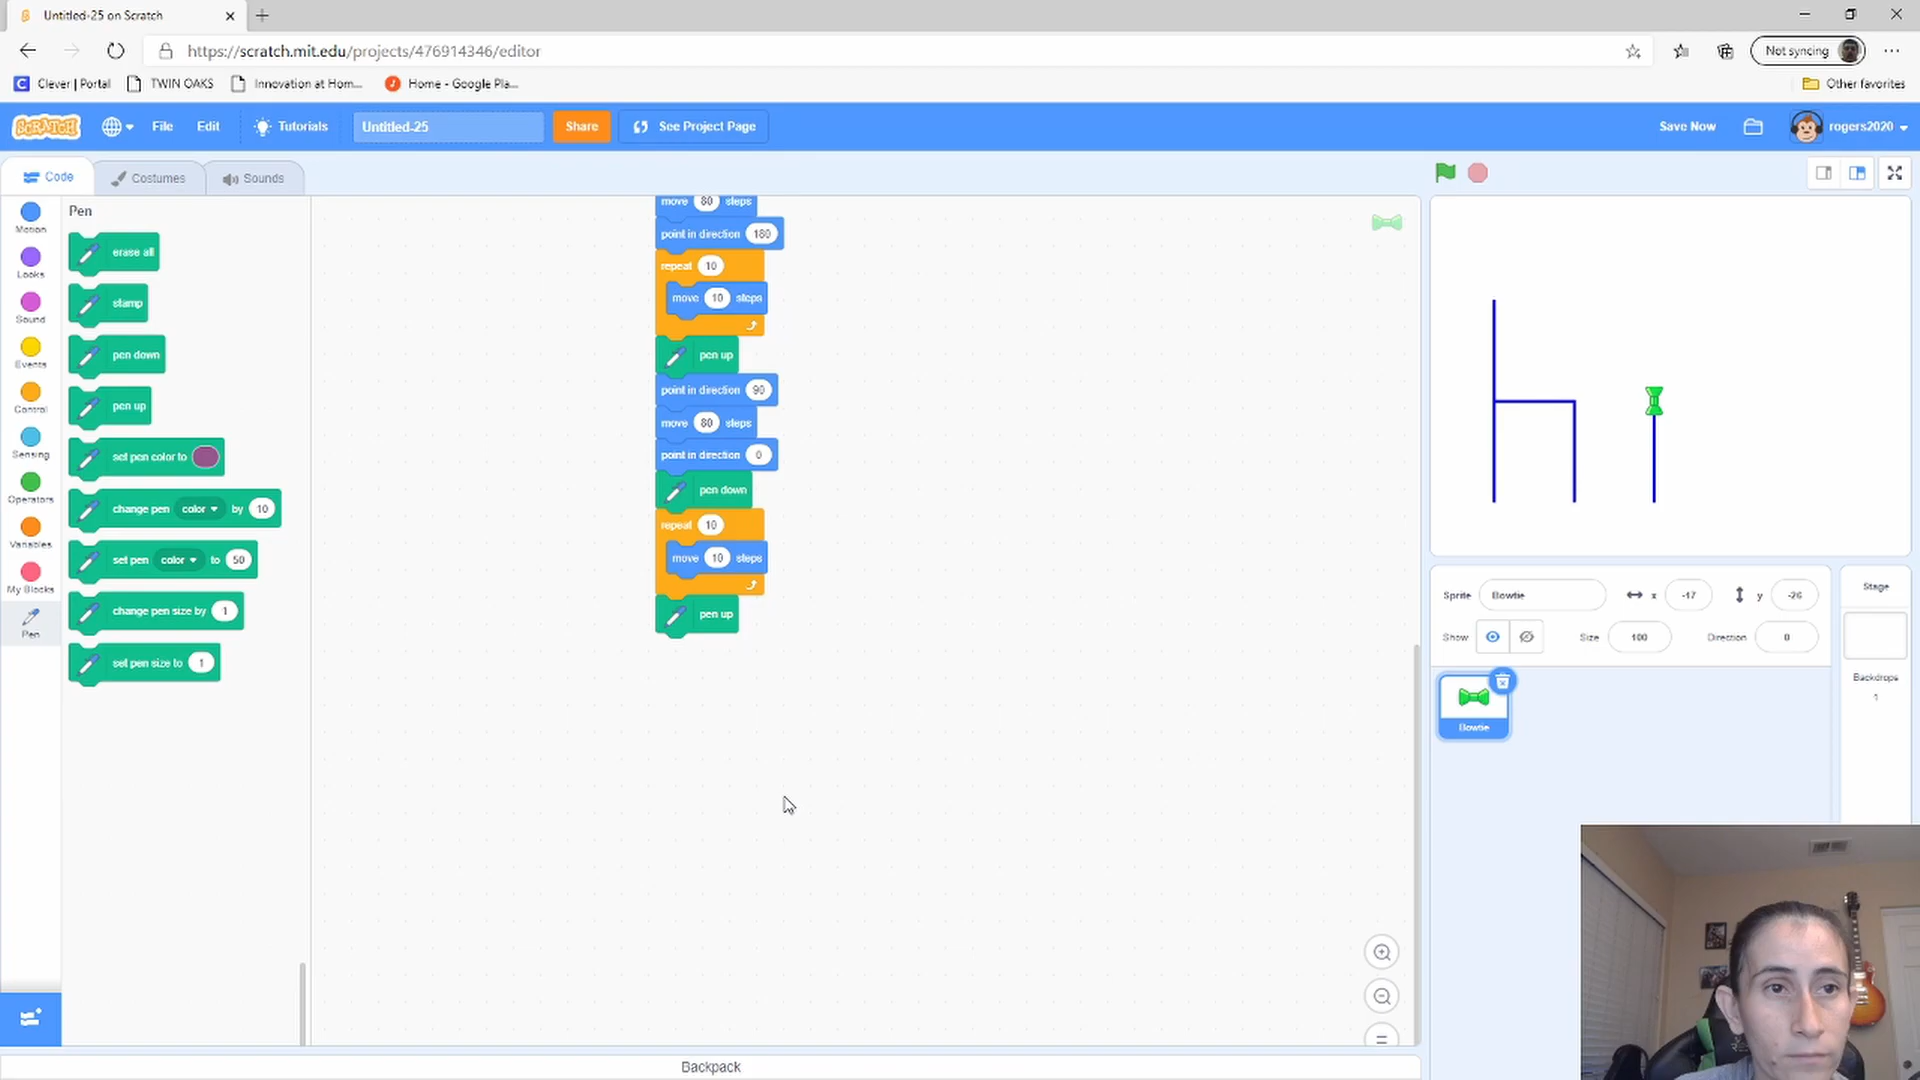 Untitled-25 on Scratch
https://scratch.mit.edu/projects/476914346/editor
Not syncing
Clever | Portal
TWIN OAKS
Innovation at Hom...
Home - Google Pla...
Other favorites
SCRATCH
File
Edit
Tutorials
Untitled-25
Share
See Project Page
Save Now
rogers2020
Code
Costumes
Sounds
Motion
Looks
Sound
Events
Control
Sensing
Operators
Variables
My Blocks
Pen
Pen
erase all
stamp
pen down
pen up
set pen color to
change pen color by 10
set pen color to 50
change pen size by 1
set pen size to 1
move 80 steps
point in direction 180
repeat 10
move 10 steps
pen up
point in direction 90
move 80 steps
point in direction 0
pen down
repeat 10
move 10 steps
pen up
Sprite Bowtie x -17 y -26
Show Size 100 Direction 0
Bowtie
Stage
Backdrops
1
Backpack